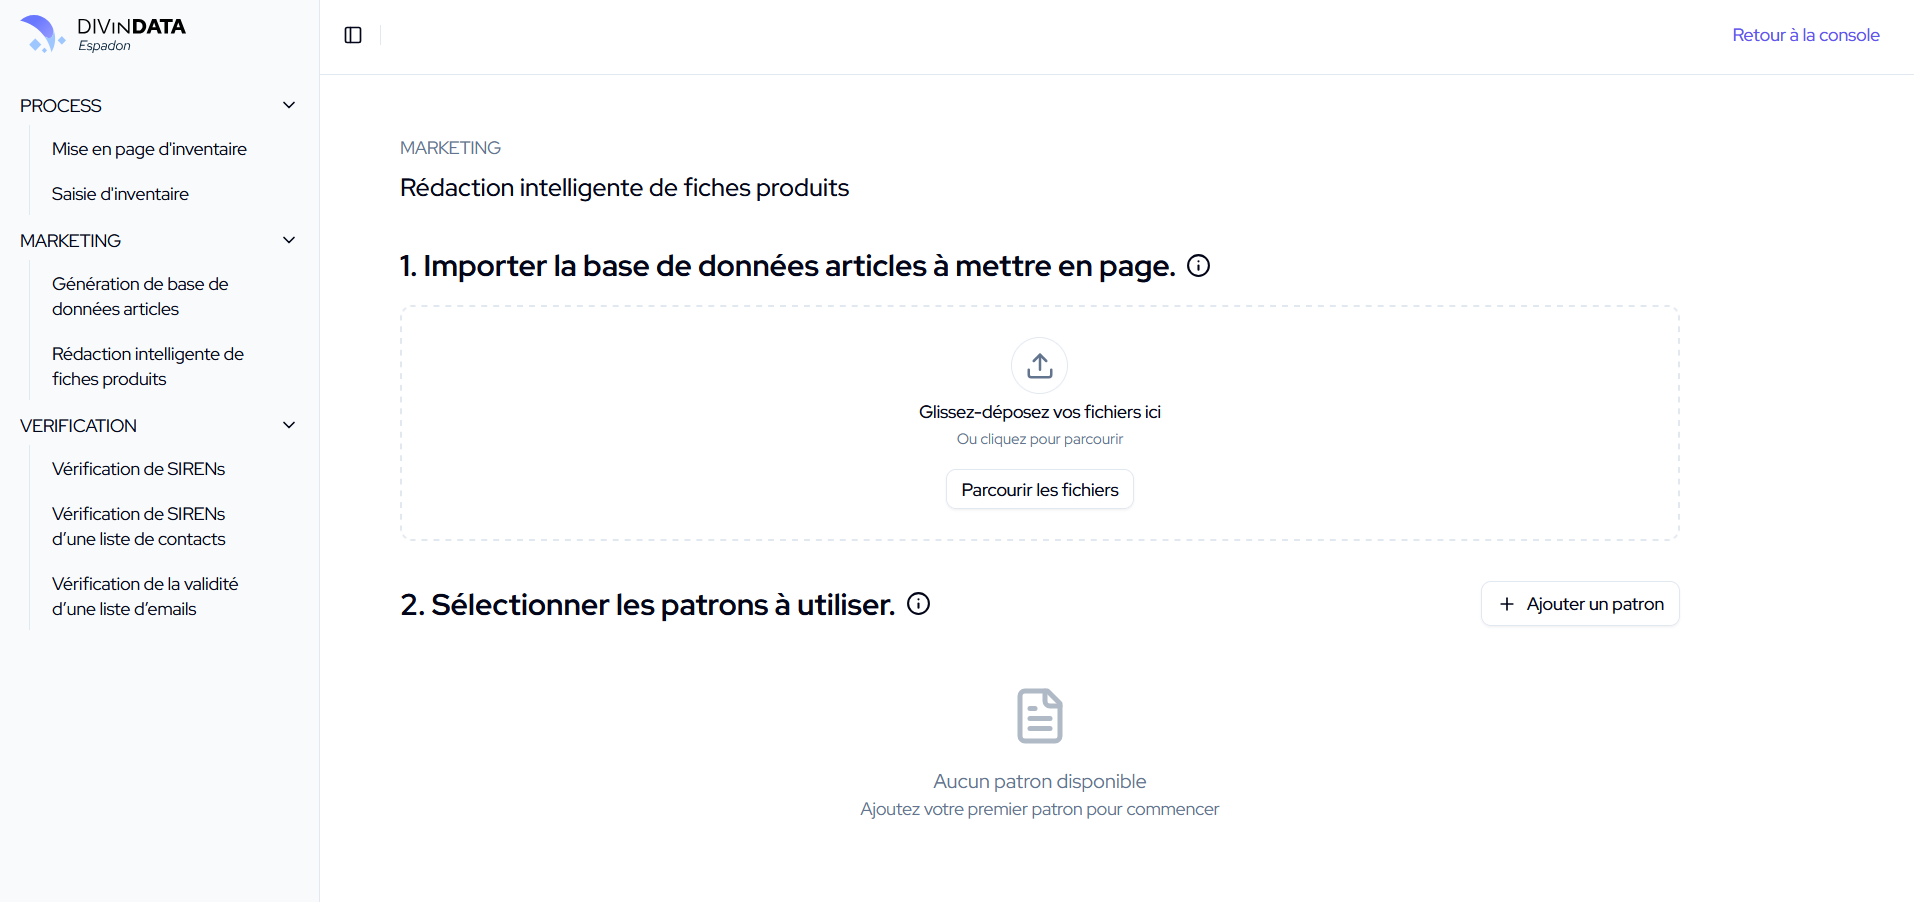 DIVinDATA
Espadon
Retour à la console
PROCESS
Mise en page d'inventaire
Saisie d'inventaire
MARKETING
Génération de base de
données articles
Rédaction intelligente de
fiches produits
VERIFICATION
Vérification de SIRENs
Vérification de SIRENs
d’une liste de contacts
Vérification de la validité
d’une liste d’emails
MARKETING
Rédaction intelligente de fiches produits
1. Importer la base de données articles à mettre en page.
Glissez-déposez vos fichiers ici
Ou cliquez pour parcourir
Parcourir les fichiers
2. Sélectionner les patrons à utiliser.
Ajouter un patron
Aucun patron disponible
Ajoutez votre premier patron pour commencer